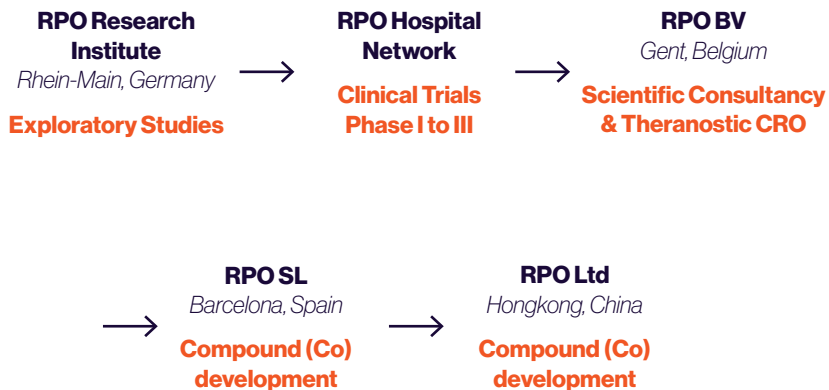 RPO Research
Institute
Rhein-Main, Germany
Exploratory Studies
RPO Hospital
Network
Clinical Trials
Phase I to III
RPO BV
Gent, Belgium
Scientific Consultancy
& Theranostic CRO
RPO SL
Barcelona, Spain
Compound (Co)
development
RPO Ltd
Hongkong, China
Compound (Co)
development